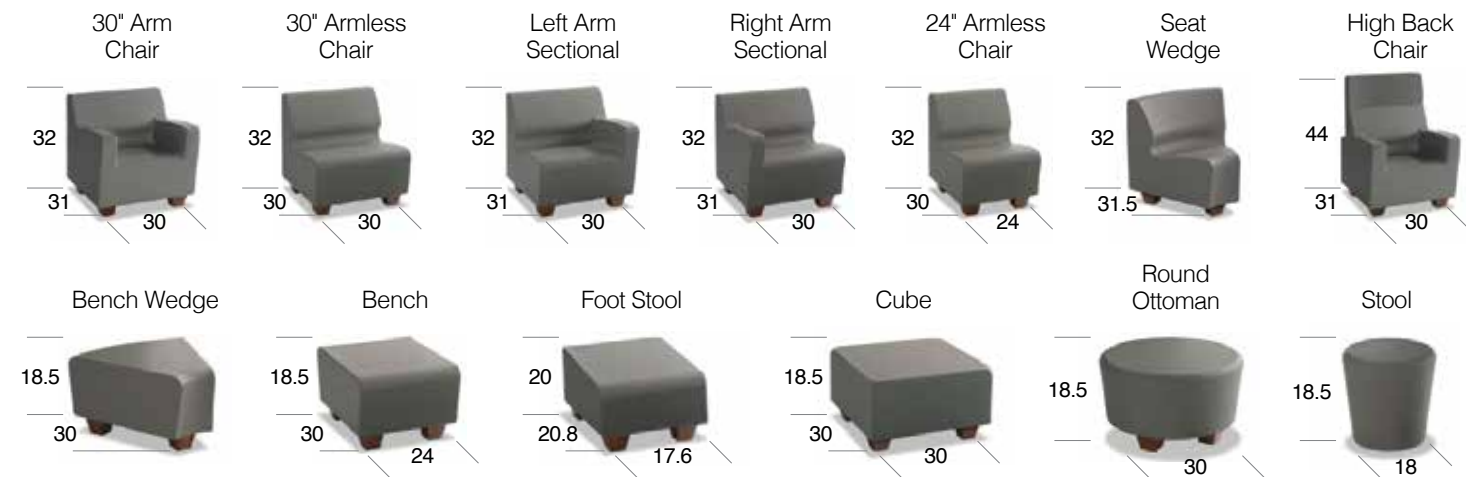 30" Arm
Chair
30" Armless
Chair
Left Arm
Sectional
Right Arm
Sectional
24" Armless
Chair
Seat
Wedge
High Back
Chair
32
31
30
32
30
30
32
31
30
32
31
30
32
30
24
32
31.5
44
31
30
Bench Wedge
Bench
Foot Stool
Cube
Round
Ottoman
Stool
18.5
30
18.5
30
24
20
20.8
17.6
18.5
30
30
18.5
30
18.5
18